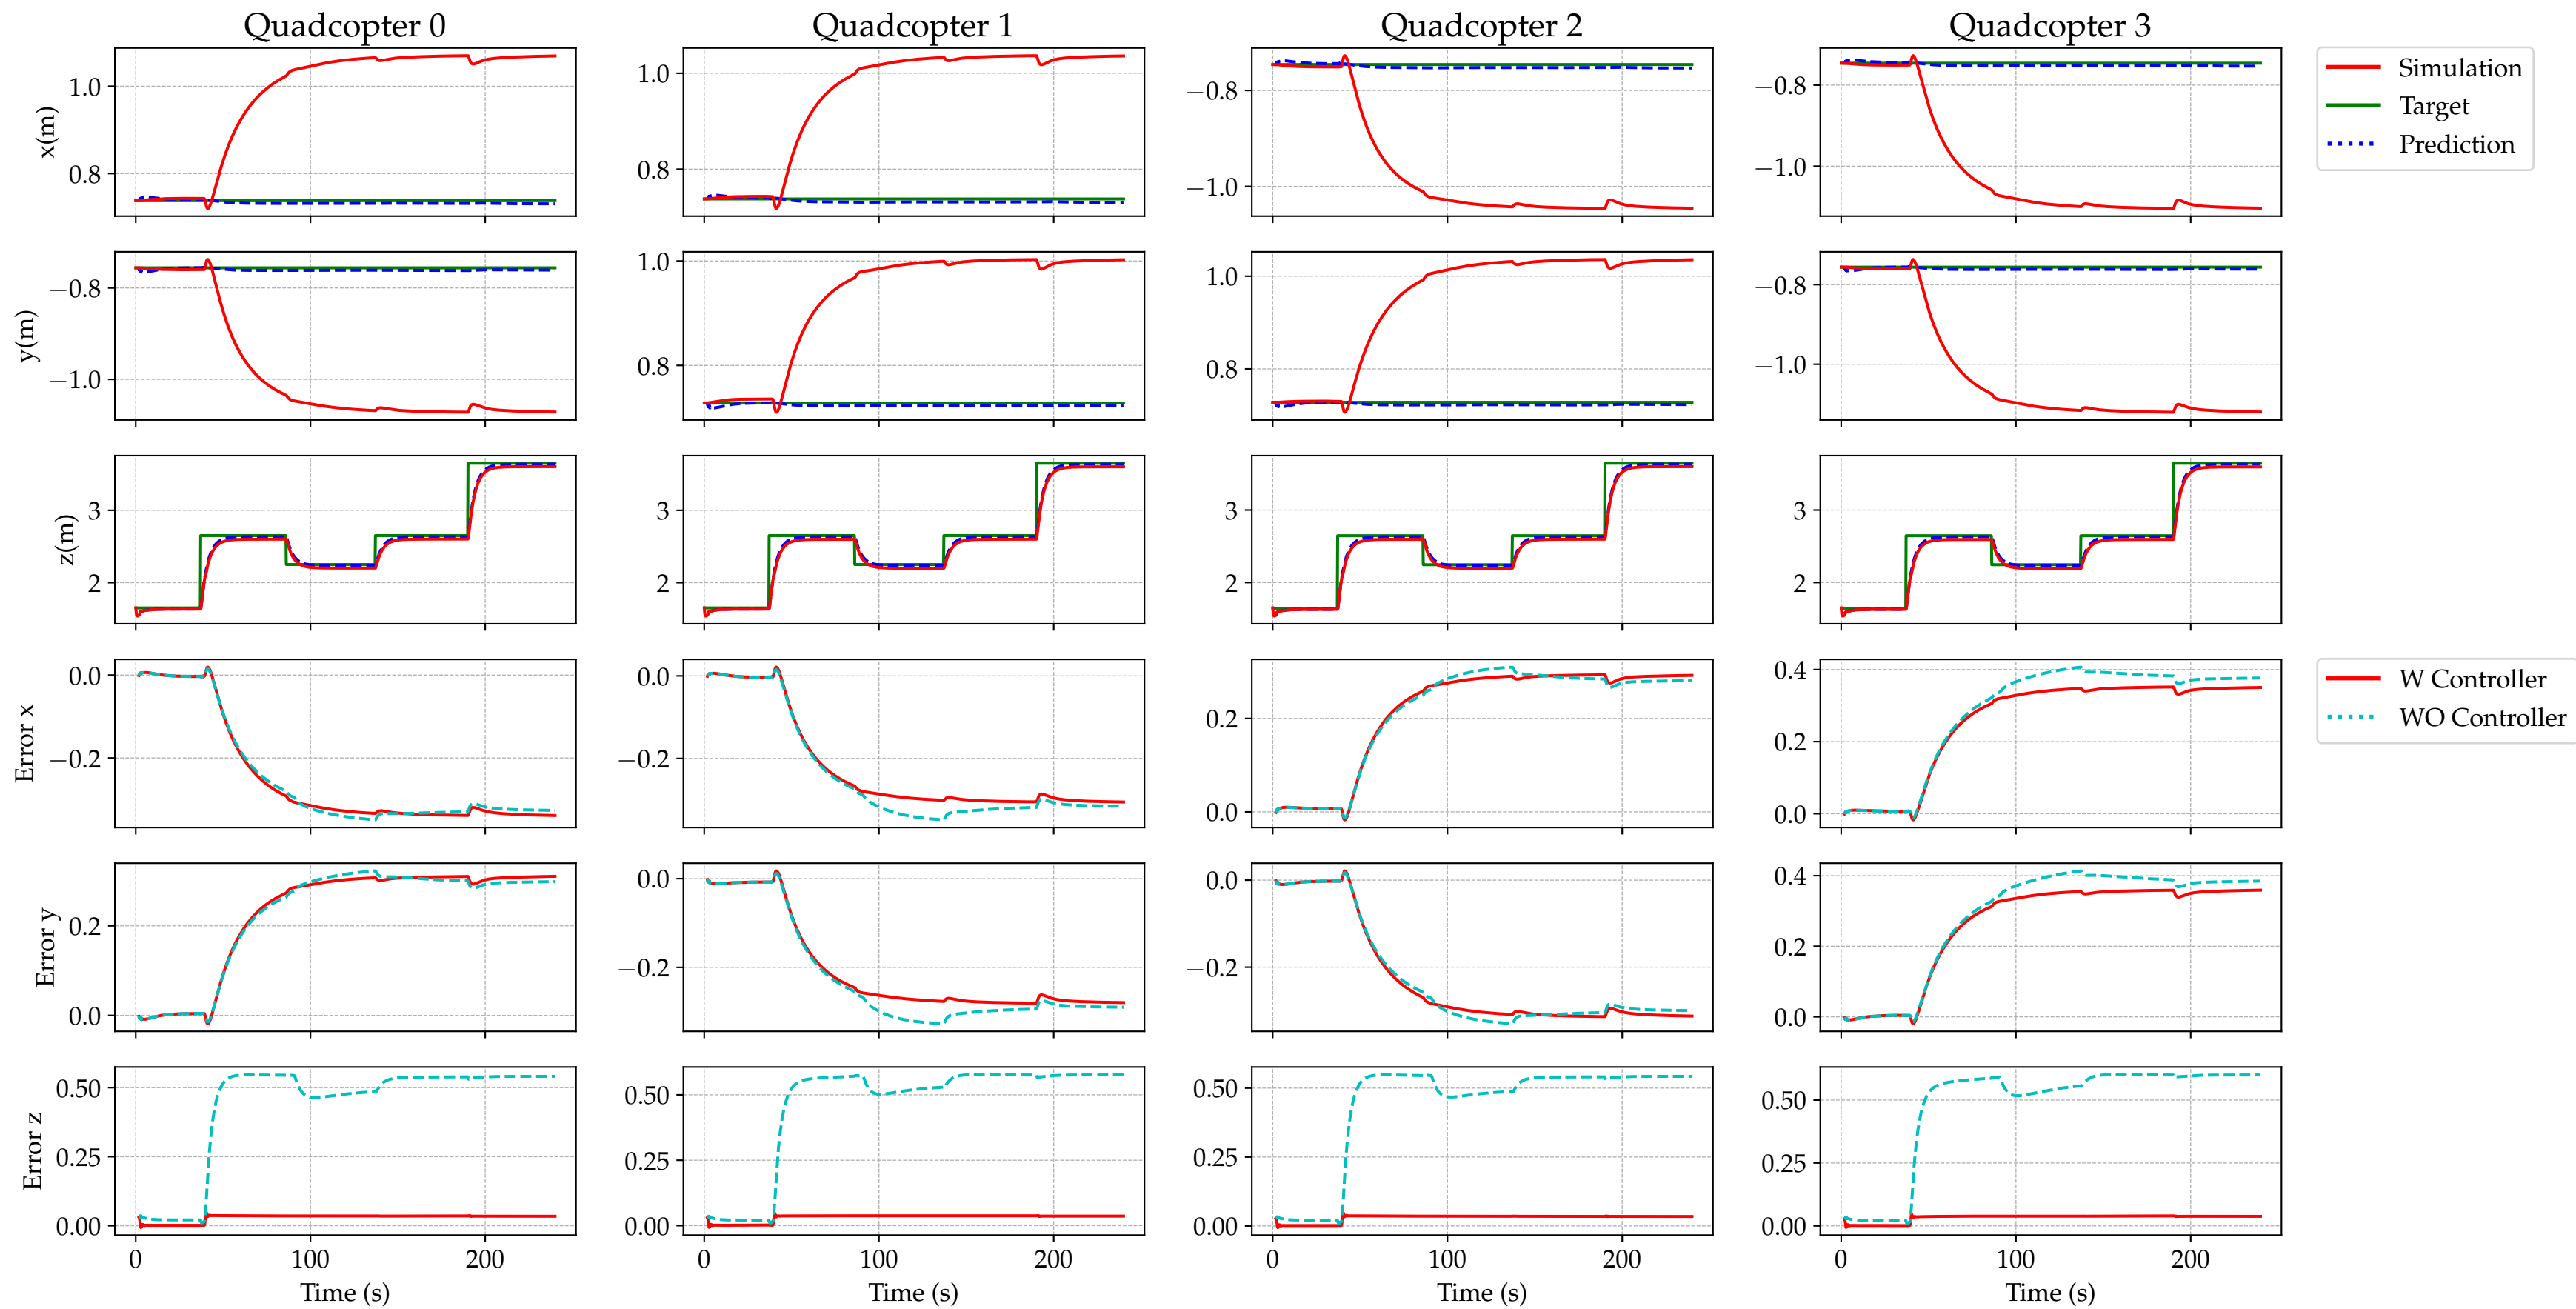 Quadcopter 0
Quadcopter 1
Quadcopter 2
Quadcopter 3
x(m)
1.0
0.8
1.0
0.8
−0.8
−1.0
−0.8
−1.0
Simulation
Target
Prediction
y(m)
−0.8
−1.0
1.0
0.8
1.0
0.8
−0.8
−1.0
z(m)
3
2
3
2
3
2
3
2
Error x
0.0
−0.2
0.0
−0.2
0.2
0.0
0.4
0.2
0.0
W Controller
WO Controller
Error y
0.2
0.0
0.0
−0.2
0.0
−0.2
0.4
0.2
0.0
Error z
0.50
0.25
0.00
0.50
0.25
0.00
0.50
0.25
0.00
0.50
0.25
0.00
0 100 200
0 100 200
0 100 200
0 100 200
Time (s)
Time (s)
Time (s)
Time (s)